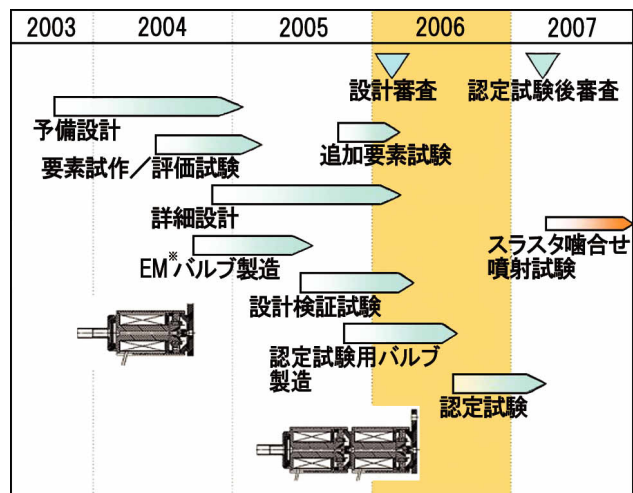 2003 2004 2005 2006 2007
設計審査
認定試験後審査
予備設計
要素試作／評価試験
追加要素試験
詳細設計
EM※バルブ製造
スラスタ噛合せ
噴射試験
設計検証試験
認定試験用バルブ
製造
認定試験